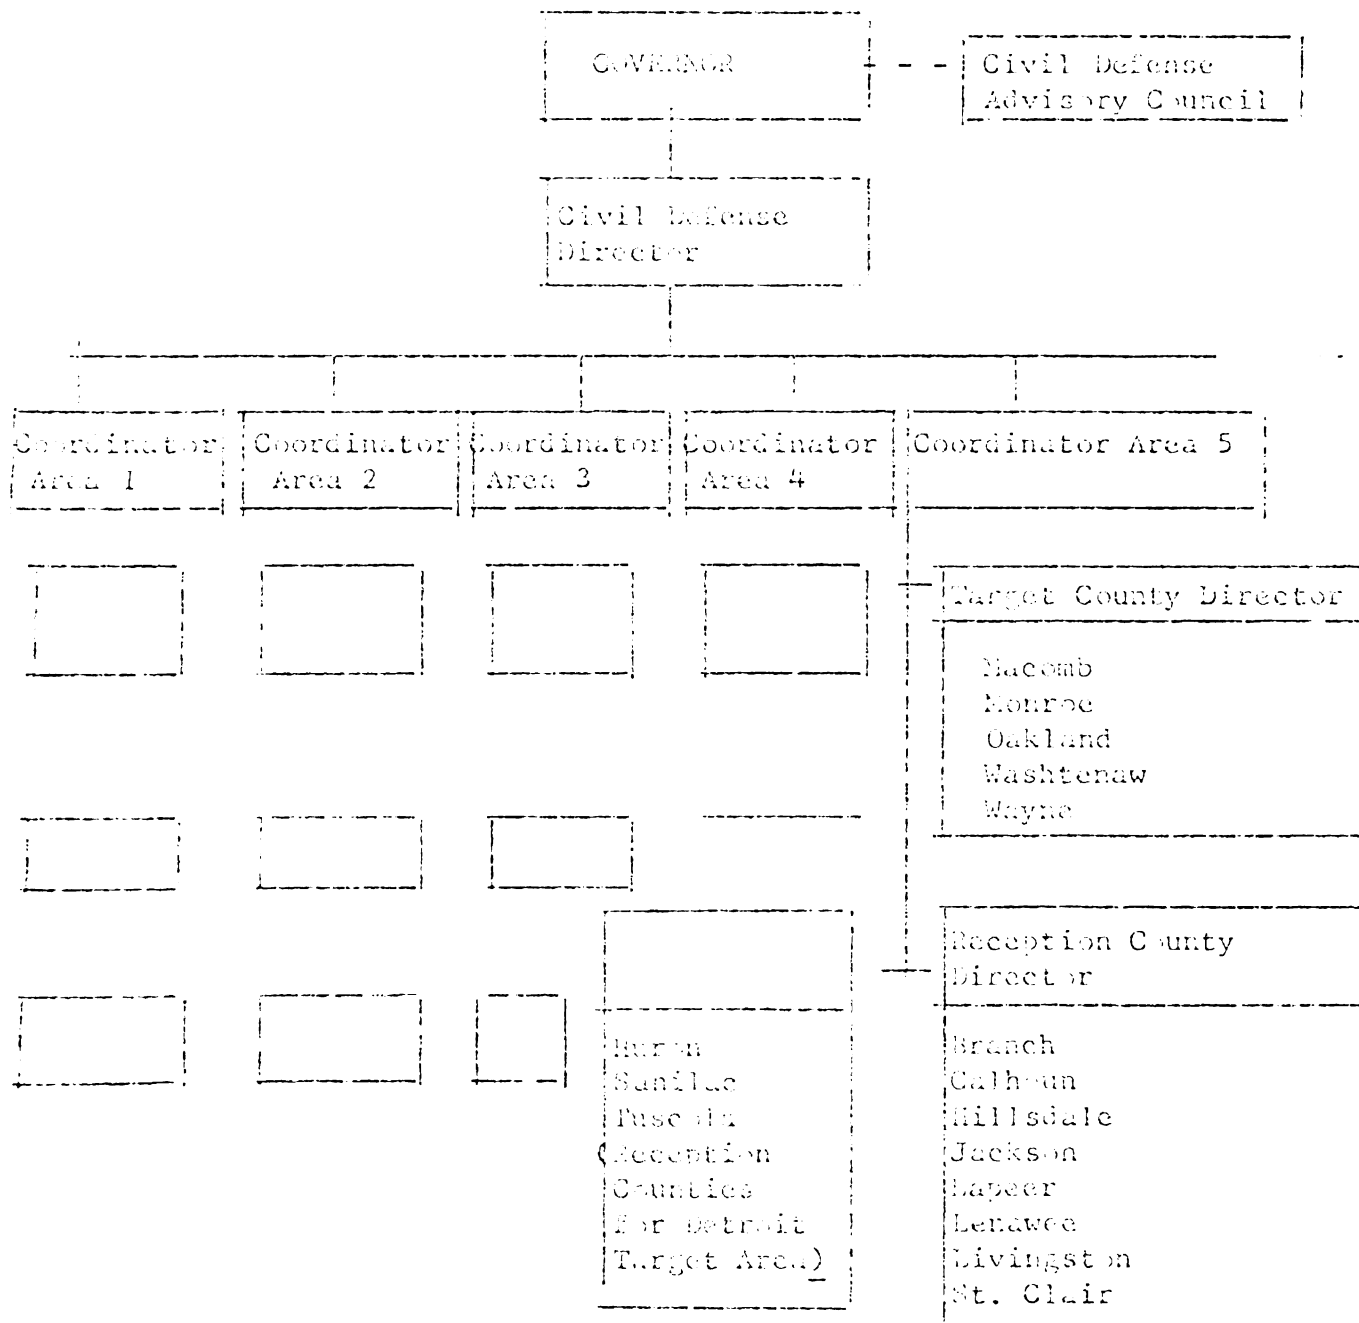 GOVERNOR
Civil Defense
Advisory Council
Civil Defense
Director
Coordinator
Area 1
Coordinator
Area 2
Coordinator
Area 3
Coordinator
Area 4
Coordinator Area 5
Target County Director
Macomb
Monroe
Oakland
Washtenaw
Wayne
Reception County
Director
Huron
Sanilac
Tuscola
(Reception
Counties
for Detroit
Target Area)
Branch
Calhoun
Hillsdale
Jackson
Lapeer
Lenawee
Livingston
St. Clair